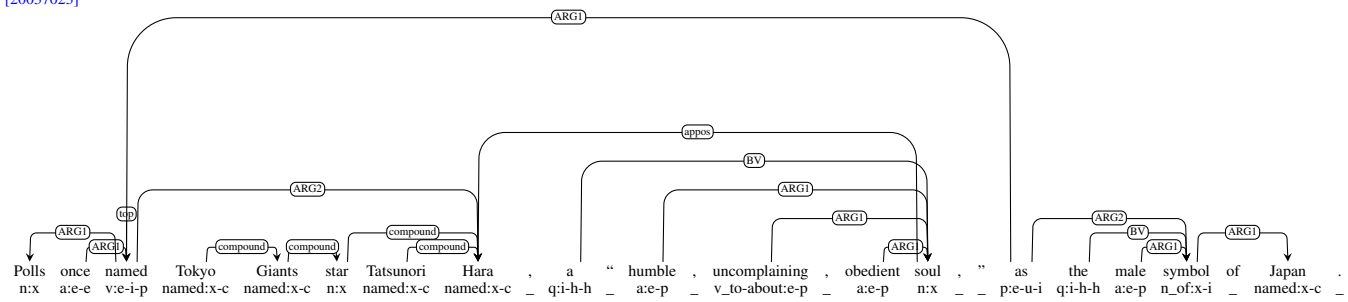 [20037025]
ARG1
appos
BV
ARG1
ARG2
top
ARG1
ARG2
ARG1 ARG1 compound compound compound compound ARG1 BV ARG1 ARG1
Polls once named Tokyo Giants star Tatsunori Hara , a “ humble , uncomplaining , obedient soul , ” as the male symbol of Japan .
n:x a:e-e v:e-i-p named:x-c named:x-c n:x named:x-c named:x-c _ q:i-h-h _ a:e-p _ v_to-about:e-p _ a:e-p n:x _ _ p:e-u-i q:i-h-h a:e-p n_of:x-i _ named:x-c _